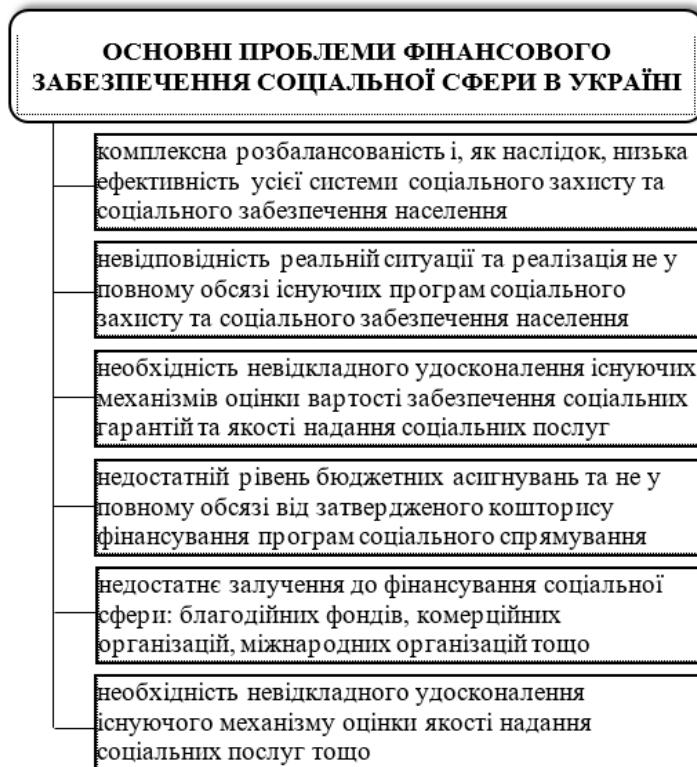 ОСНОВНІ ПРОБЛЕМИ ФІНАНСОВОГО
ЗАБЕЗПЕЧЕННЯ СОЦІАЛЬНОЇ СФЕРИ В УКРАЇНІ
комплексна розбалансованість і, як наслідок, низька
ефективність усієї системи соціального захисту та
соціального забезпечення населення
невідповідність реальній ситуації та реалізація не у
повному обсязі існуючих програм соціального
захисту та соціального забезпечення населення
необхідність невідкладного удосконалення існуючих
механізмів оцінки вартості забезпечення соціальних
гарантій та якості надання соціальних послуг
недостатній рівень бюджетних асигнувань та не у
повному обсязі від затвердженого кошторису
фінансування програм соціального спрямування
недостатнє залучення до фінансування соціальної
сфери: благодійних фондів, комерційних
організацій, міжнародних організацій тощо
необхідність невідкладного удосконалення
існуючого механізму оцінки якості надання
соціальних послуг тощо